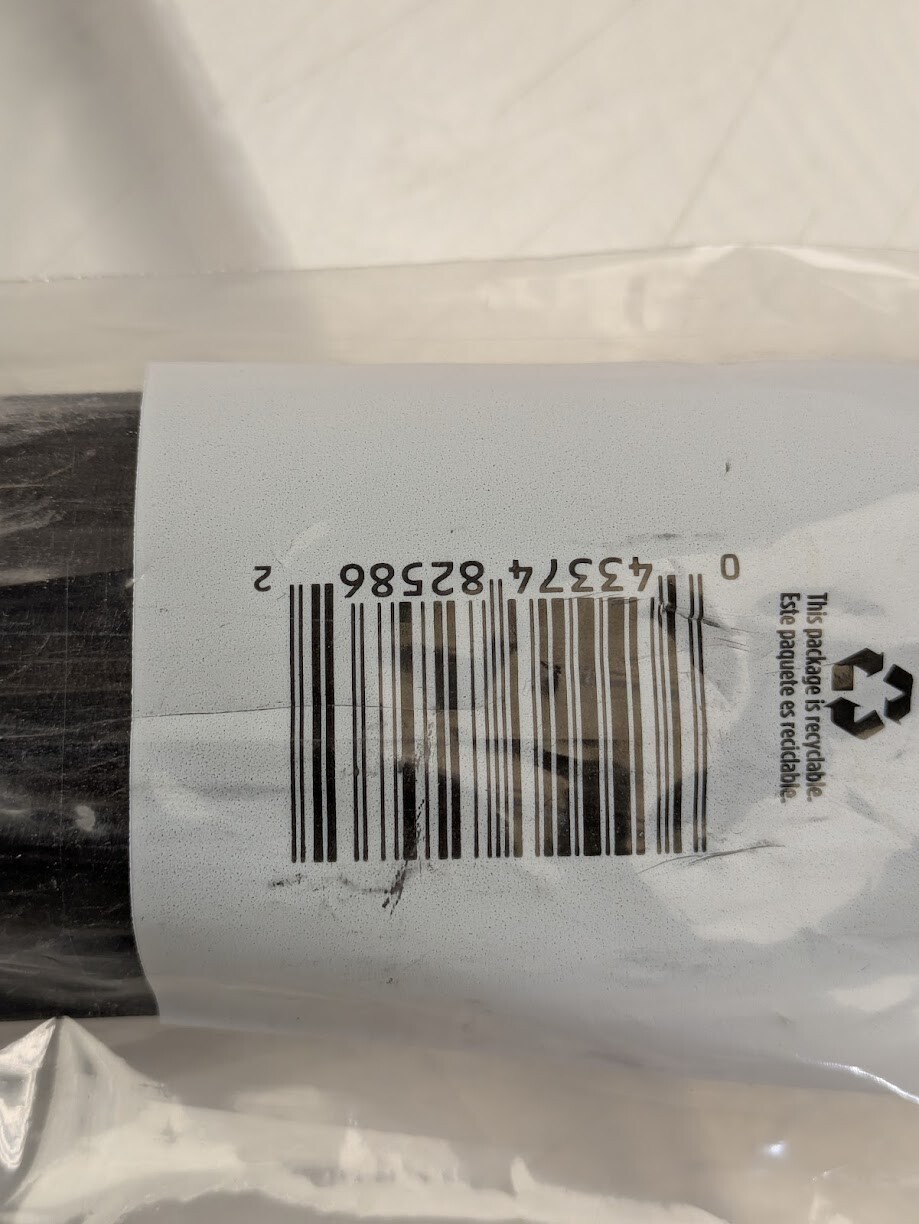 0 43374 82586 2
This package is recyclable.
Este paquete es reciclable.